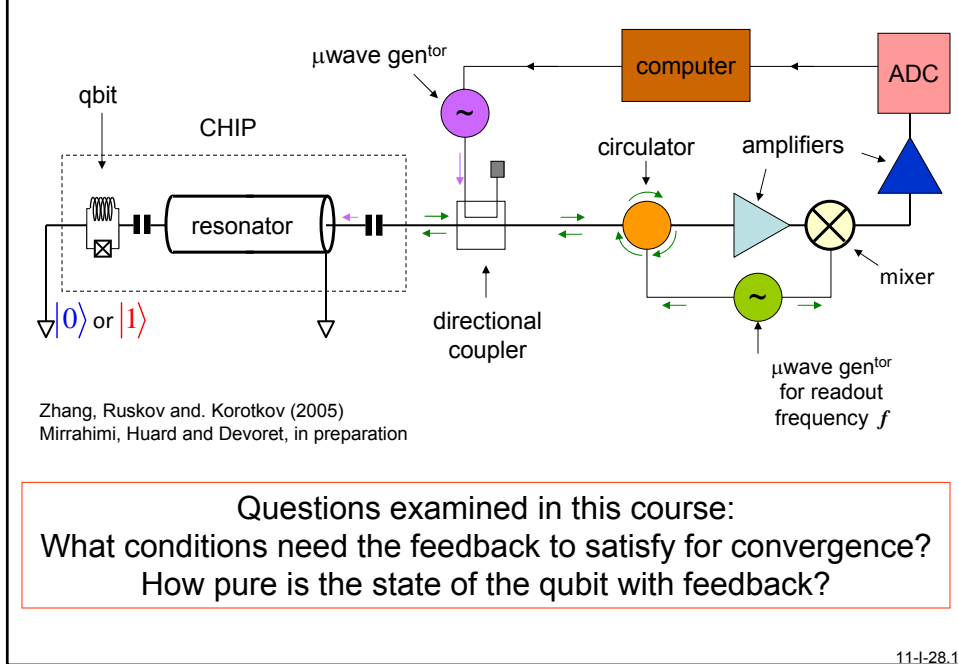 μwave genᵗᵒʳ
computer
ADC
qbit
CHIP
circulator
amplifiers
~
resonator
mixer
~
|0⟩ or |1⟩
directional
coupler
μwave genᵗᵒʳ
for readout
frequency f
Zhang, Ruskov and. Korotkov (2005)
Mirrahimi, Huard and Devoret, in preparation
Questions examined in this course:
What conditions need the feedback to satisfy for convergence?
How pure is the state of the qubit with feedback?
11-I-28.1